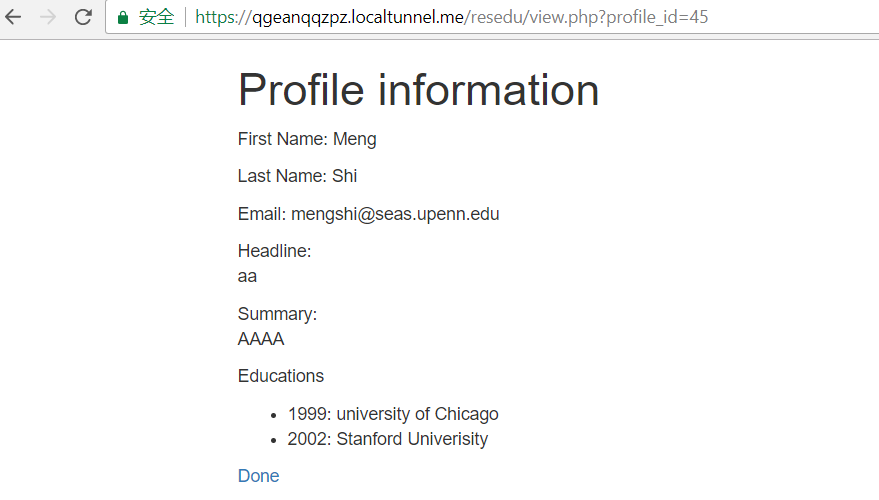 安全 https://qgeanqqzpz.localtunnel.me/resedu/view.php?profile_id=45
Profile information
First Name: Meng
Last Name: Shi
Email: mengshi@seas.upenn.edu
Headline:
aa
Summary:
AAAA
Educations
• 1999: university of Chicago
• 2002: Stanford Univerisity
Done